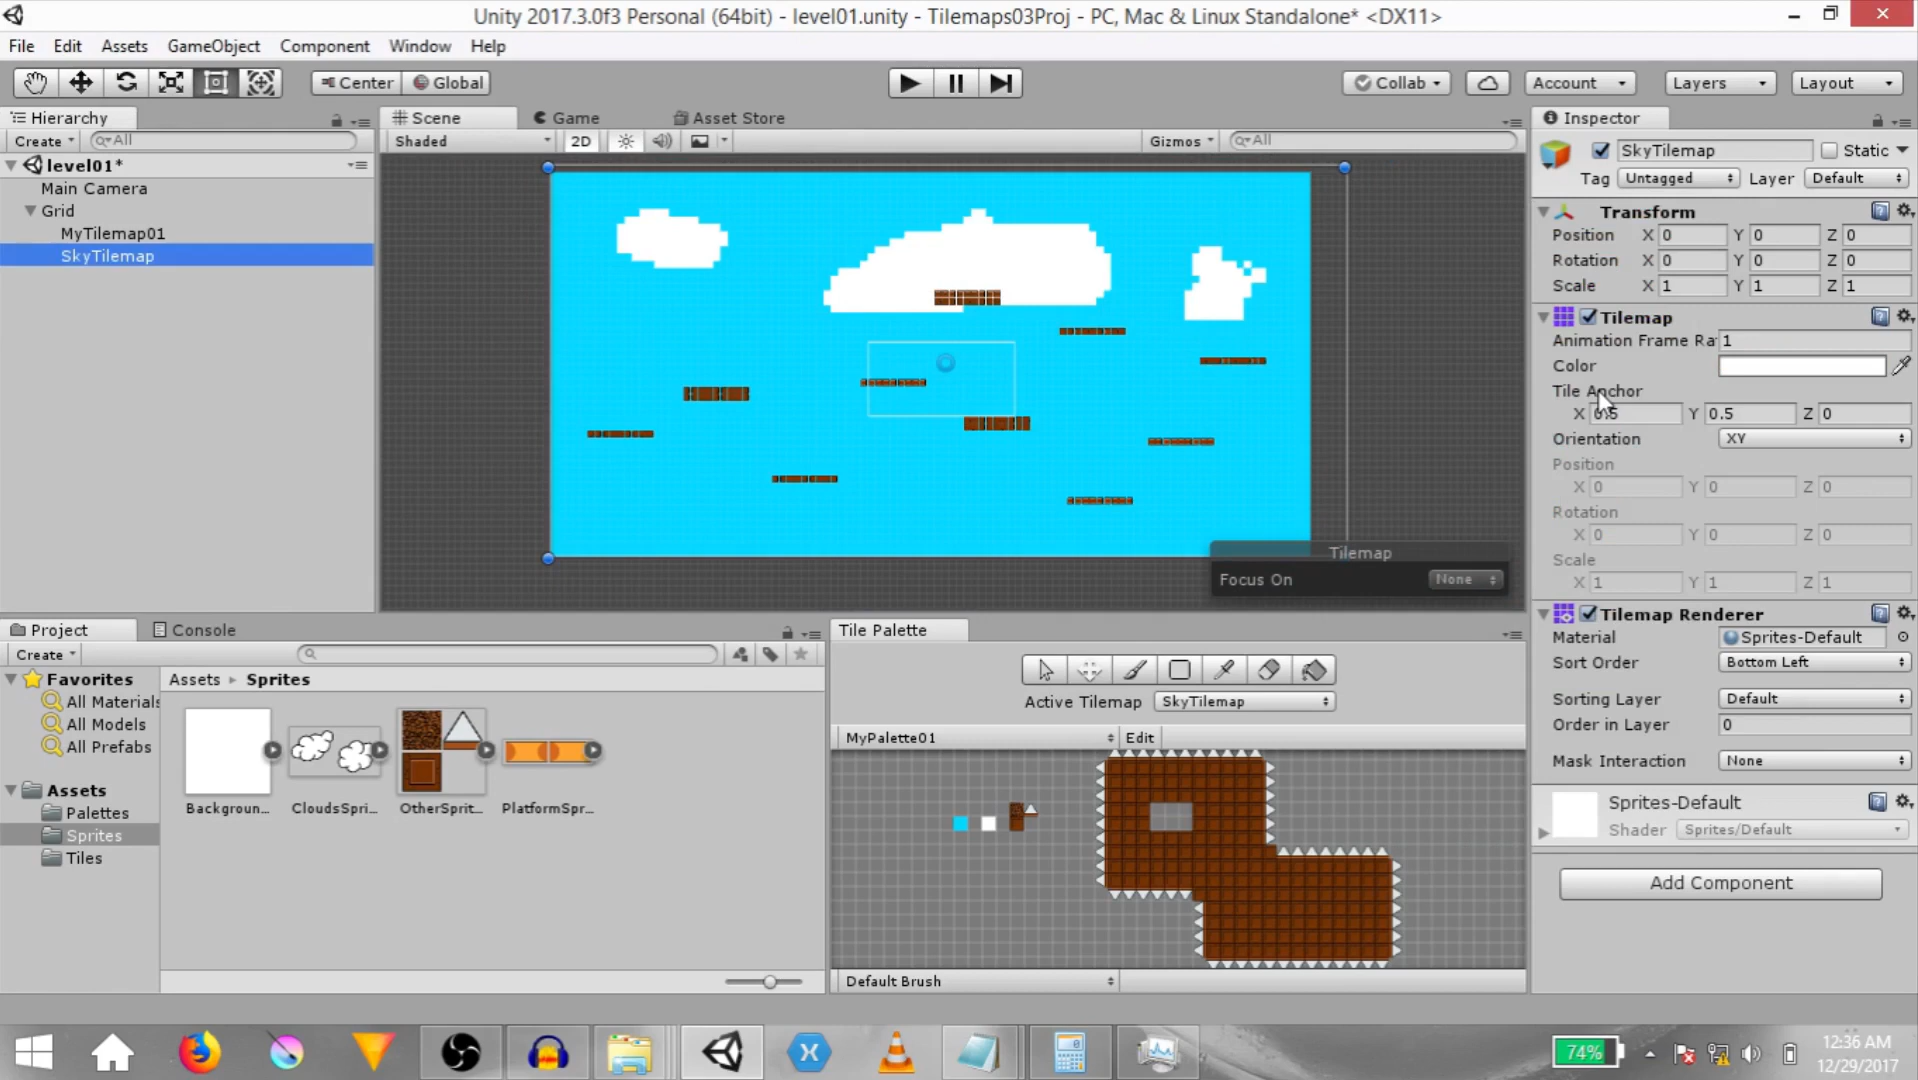 Unity 2017.3.0f3 Personal (64bit) - level01.unity - Tilemaps03Proj - PC, Mac & Linux Standalone* <DX11>
File Edit Assets GameObject Component Window Help
Center Global Collab Account Layers Layout
Hierarchy
Create All
level01*
Main Camera
Grid
MyTilemap01
SkyTilemap
Scene Game Asset Store
Shaded 2D Gizmos All
Tilemap
Focus On None
Inspector
SkyTilemap Static
Tag Untagged Layer Default
Transform
Position X 0 Y 0 Z 0
Rotation X 0 Y 0 Z 0
Scale X 1 Y 1 Z 1
Tilemap
Animation Frame Ra 1
Color
Tile Anchor
X 0.5 Y 0.5 Z 0
Orientation XY
Position
X 0 Y 0 Z 0
Rotation
X 0 Y 0 Z 0
Scale
X 1 Y 1 Z 1
Tilemap Renderer
Material Sprites-Default
Sort Order Bottom Left
Sorting Layer Default
Order in Layer 0
Mask Interaction None
Sprites-Default
Shader Sprites/Default
Add Component
Project Console
Create
Favorites
All Materials
All Models
All Prefabs
Assets
Palettes
Sprites
Tiles
Assets Sprites
Backgroun... CloudsSpri... OtherSprit... PlatformSpr...
Tile Palette
Active Tilemap SkyTilemap
MyPalette01 Edit
Default Brush
74%
12:36 AM
12/29/2017